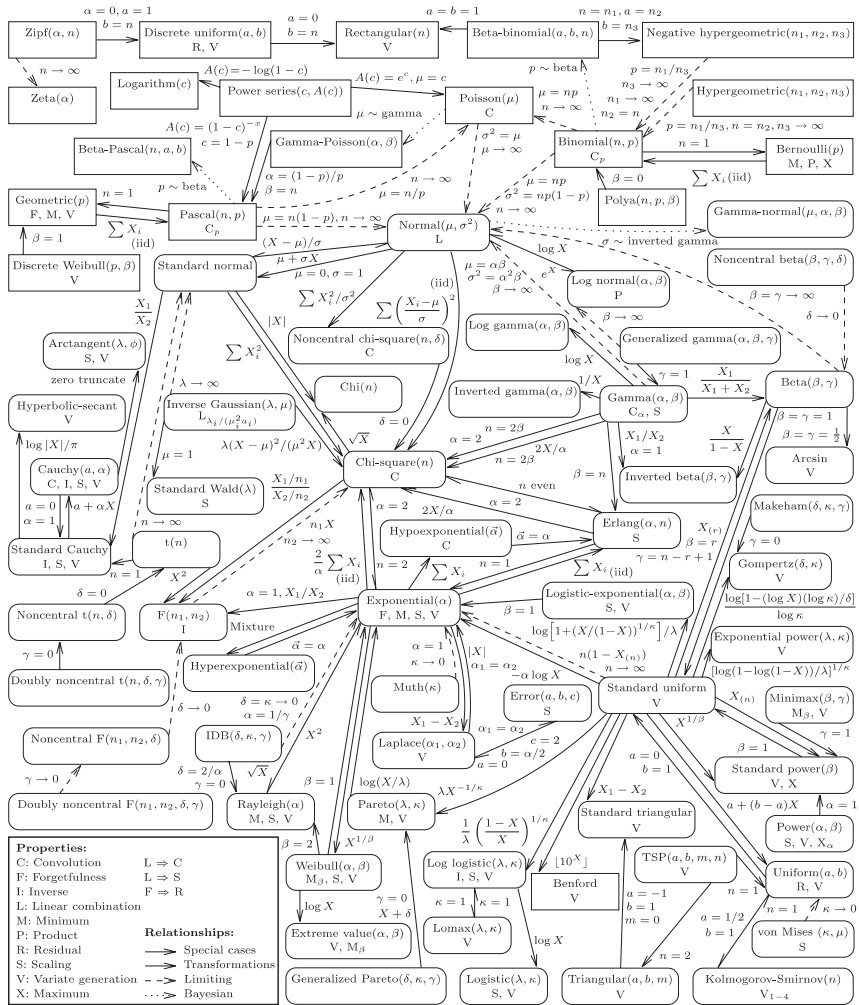 α = 0, a = 1
b = n
Zipf(α, n)
Discrete uniform(a, b)
R, V
a = 0
b = n
Rectangular(n)
V
a = b = 1
Beta-binomial(a, b, n)
n = n₁, a = n₂
b = n₃
Negative hypergeometric(n₁, n₂, n₃)
n → ∞
Zeta(α)
Logarithm(c)
A(c) = − log(1 − c)
Power series(c, A(c))
A(c) = eᶜ, μ = c
Poisson(μ)
C
p ∼ beta
μ = np
n → ∞
p = n₁/n₃
n₃ → ∞
n₁ → ∞
n₂ = n
Hypergeometric(n₁, n₂, n₃)
p = n₁/n₃, n = n₂, n₃ → ∞
A(c) = (1 − c)⁻ˣ
c = 1 − p
μ ∼ gamma
Beta-Pascal(n, a, b)
Gamma-Poisson(α, β)
σ² = μ
μ → ∞
Binomial(n, p)
Cₚ
n = 1
Bernoulli(p)
M, P, X
∑ Xᵢ (iid)
p ∼ beta
α = (1 − p)/p
β = n
n → ∞
μ = n/p
μ = np
σ² = np(1 − p)
n → ∞
β = 0
Polya(n, p, β)
Geometric(p)
F, M, V
n = 1
∑ Xᵢ
(iid)
Pascal(n, p)
Cₚ
μ = n(1 − p), n → ∞
Normal(μ, σ²)
L
Gamma-normal(μ, α, β)
σ ∼ inverted gamma
β = 1
Discrete Weibull(p, β)
V
Standard normal
(X − μ)/σ
μ + σX
μ = 0, σ = 1
(iid)
μ = αβ
σ² = α²β
β → ∞
log X
eˣ
Log normal(α, β)
P
Noncentral beta(β, γ, δ)
β = γ → ∞
δ → 0
X₁/X₂
∑ Xᵢ²/σ²
∑ ((Xᵢ−μ)/σ)²
|X|
∑ Xᵢ²
Noncentral chi-square(n, δ)
C
Log gamma(α, β)
β → ∞
Generalized gamma(α, β, γ)
log X
γ = 1
X₁/(X₁ + X₂)
Beta(β, γ)
Arctangent(λ, φ)
S, V
zero truncate
λ → ∞
Chi(n)
Inverted gamma(α, β)
1/X
Gamma(α, β)
C_α, S
β = γ = 1
β = γ = 1/2
Hyperbolic-secant
V
Inverse Gaussian(λ, μ)
L λᵢ/(μᵢ²aᵢ)
δ = 0
n = 2β
α = 2
X₁/X₂
α = 1
X/(1 − X)
Arcsin
V
log |X|/π
λ(X − μ)²/(μ²X)
√X
2X/α
n = 2β
μ = 1
Cauchy(a, α)
C, I, S, V
Standard Wald(λ)
S
Chi-square(n)
C
β = n
Inverted beta(β, γ)
a = 0
α = 1
a + αX
X₁/n₁
X₂/n₂
n even
Makeham(δ, κ, γ)
n → ∞
n₁X
n₂ → ∞
α = 2
2X/α
α = 2
Erlang(α, n)
S
X₍ᵣ₎
β = r
γ = n − r + 1
γ = 0
Standard Cauchy
I, S, V
t(n)
Hypoexponential(α⃗)
C
α⃗ = α
Gompertz(δ, κ)
V
n = 1
X²
2/α ∑ Xᵢ
(iid)
n = 2
∑ Xᵢ
n = 1
∑ Xᵢ (iid)
log[1−(log X)(log κ)/δ]
log κ
δ = 0
Noncentral t(n, δ)
F(n₁, n₂)
I
α = 1, X₁/X₂
Mixture
Exponential(α)
F, M, S, V
β = 1
Logistic-exponential(α, β)
S, V
log[1+(X/(1−X))^{1/κ}]/λ
Exponential power(λ, κ)
V
γ = 0
α⃗ = α
Hyperexponential(α⃗)
α = 1
κ → 0
|X|
α₁ = α₂
n(1 − X₍ₙ₎)
n → ∞
[log(1−log(1−X))/λ]^{1/κ}
Doubly noncentral t(n, δ, γ)
δ → 0
δ = κ → 0
α = 1/γ
Muth(κ)
−α log X
Error(a, b, c)
S
Standard uniform
V
X₍ₙ₎
Minimax(β, γ)
M_β, V
Noncentral F(n₁, n₂, δ)
IDB(δ, κ, γ)
X²
X₁ − X₂
Laplace(α₁, α₂)
V
α₁ = α₂
c = 2
b = α/2
a = 0
X^{1/β}
β = 1
γ = 1
γ → 0
δ = 2/α
γ = 0
√X
β = 1
log(X/λ)
λX^{−1/κ}
a = 0
b = 1
Standard power(β)
V, X
Doubly noncentral F(n₁, n₂, δ, γ)
Rayleigh(α)
M, S, V
Pareto(λ, κ)
M, V
X₁ − X₂
Standard triangular
V
a + (b − a)X
α = 1
Properties:
C: Convolution L ⇒ C
F: Forgetfulness L ⇒ S
I: Inverse F ⇒ R
L: Linear combination
M: Minimum
P: Product
R: Residual
S: Scaling
V: Variate generation
X: Maximum
Relationships:
Special cases
Transformations
Limiting
Bayesian
β = 2
X^{1/β}
1/λ ((1 − X)/X)^{1/κ}
Power(α, β)
S, V, X_α
Weibull(α, β)
M_β, S, V
Log logistic(λ, κ)
I, S, V
⌊10ˣ⌋
Benford
V
TSP(a, b, m, n)
V
Uniform(a, b)
R, V
n = 1
log X
γ = 0
X + δ
κ = 1
κ = 1
a = −1
b = 1
m = 0
a = 1/2
b = 1
n = 1
κ → 0
Extreme value(α, β)
V, M_β
Lomax(λ, κ)
V
log X
n = 2
von Mises (κ, μ)
S
Generalized Pareto(δ, κ, γ)
Logistic(λ, κ)
S, V
Triangular(a, b, m)
V
Kolmogorov-Smirnov(n)
V₁₋₄